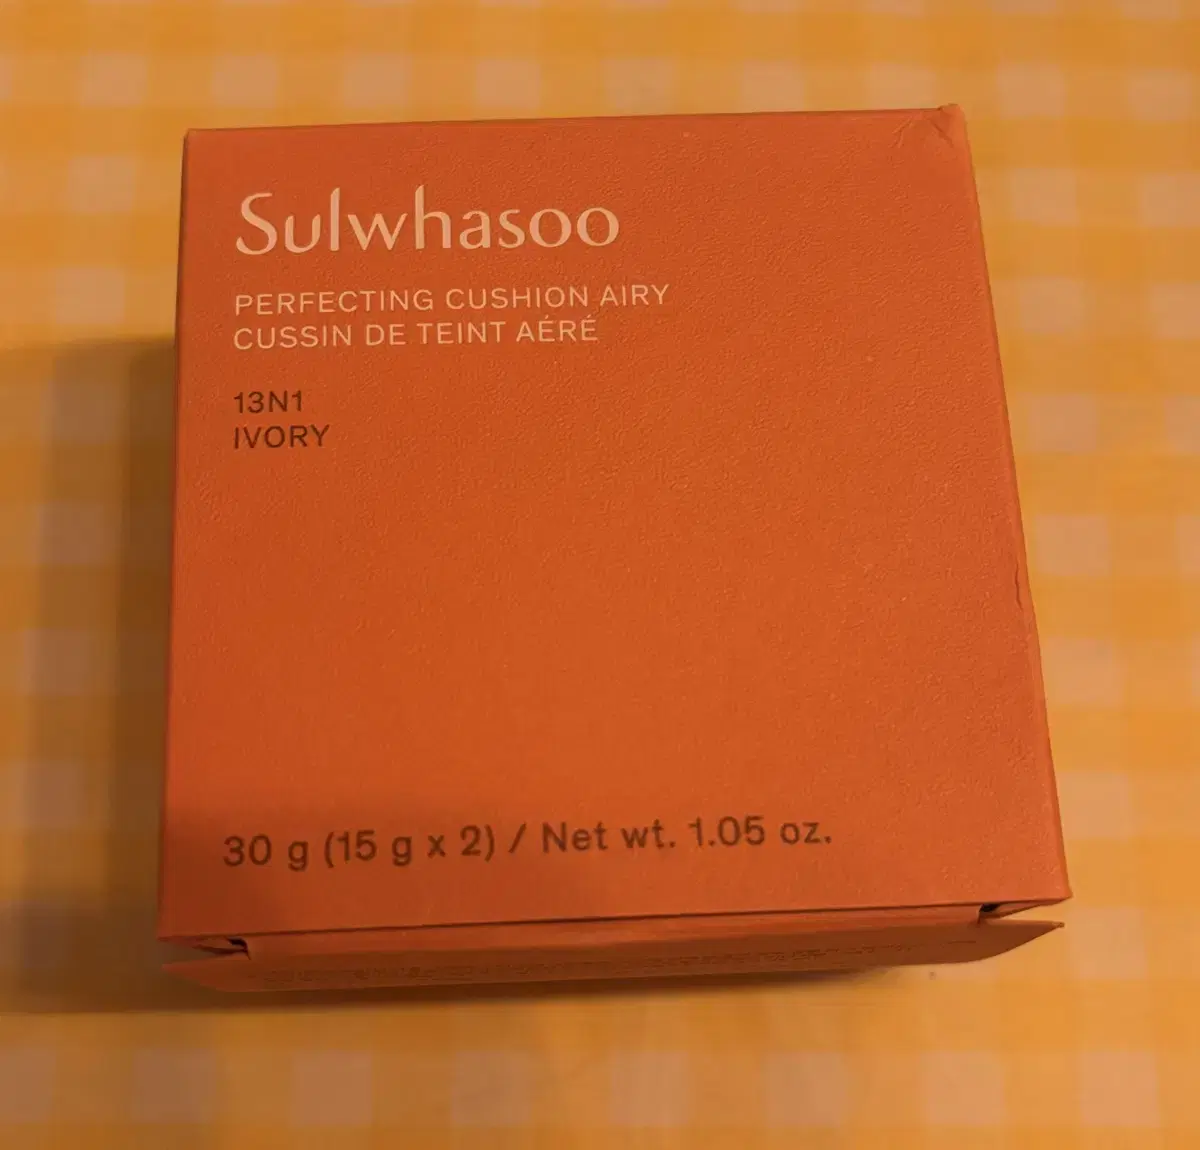 Sulwhasoo
PERFECTING CUSHION AIRY
CUSSIN DE TEINT AÉRÉ
13N1
IVORY
30 g (15 g x 2) / Net wt. 1.05 oz.